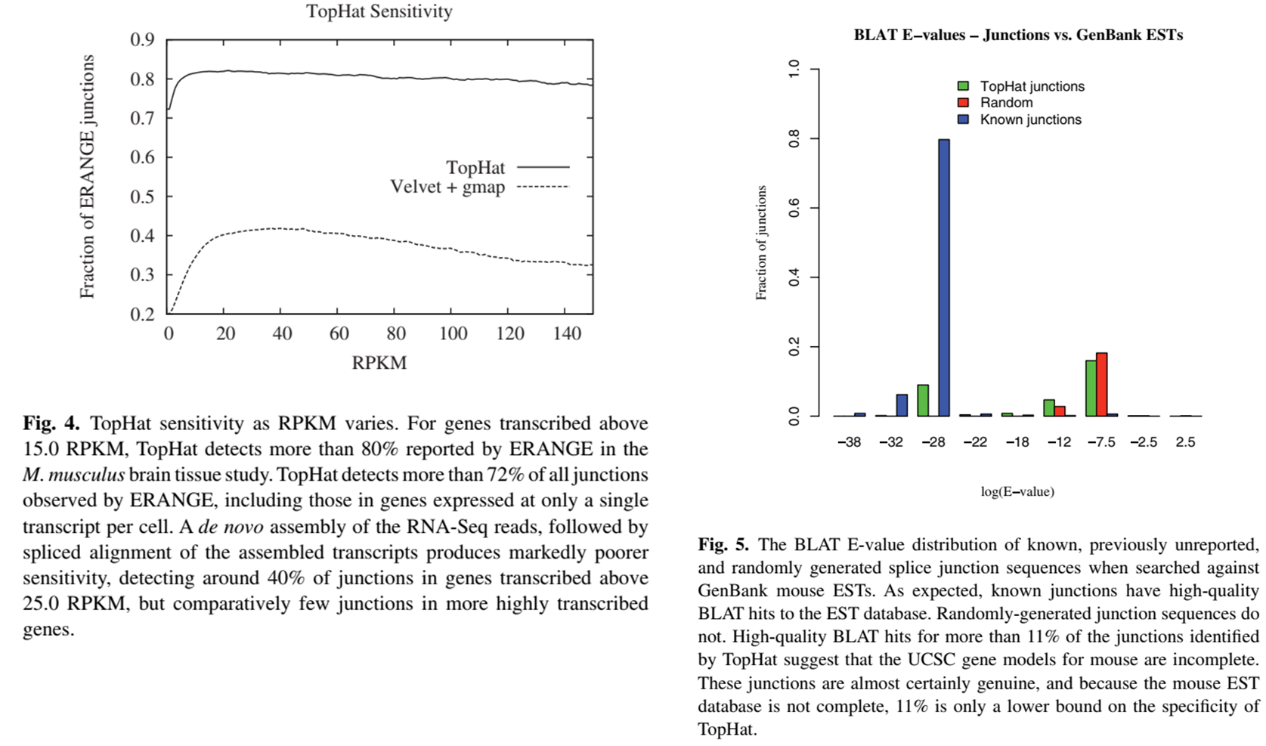 TopHat Sensitivity
Fraction of ERANGE junctions
0.9
0.8
0.7
0.6
0.5
0.4
0.3
0.2
TopHat
Velvet + gmap
0 20 40 60 80 100 120 140
RPKM
Fig. 4. TopHat sensitivity as RPKM varies. For genes transcribed above
15.0 RPKM, TopHat detects more than 80% reported by ERANGE in the
M. musculus brain tissue study. TopHat detects more than 72% of all junctions
observed by ERANGE, including those in genes expressed at only a single
transcript per cell. A de novo assembly of the RNA-Seq reads, followed by
spliced alignment of the assembled transcripts produces markedly poorer
sensitivity, detecting around 40% of junctions in genes transcribed above
25.0 RPKM, but comparatively few junctions in more highly transcribed
genes.
BLAT E−values − Junctions vs. GenBank ESTs
Fraction of junctions
1.0
0.8
0.6
0.4
0.2
0.0
TopHat junctions
Random
Known junctions
−38 −32 −28 −22 −18 −12 −7.5 −2.5 2.5
log(E−value)
Fig. 5. The BLAT E-value distribution of known, previously unreported,
and randomly generated splice junction sequences when searched against
GenBank mouse ESTs. As expected, known junctions have high-quality
BLAT hits to the EST database. Randomly-generated junction sequences do
not. High-quality BLAT hits for more than 11% of the junctions identified
by TopHat suggest that the UCSC gene models for mouse are incomplete.
These junctions are almost certainly genuine, and because the mouse EST
database is not complete, 11% is only a lower bound on the specificity of
TopHat.